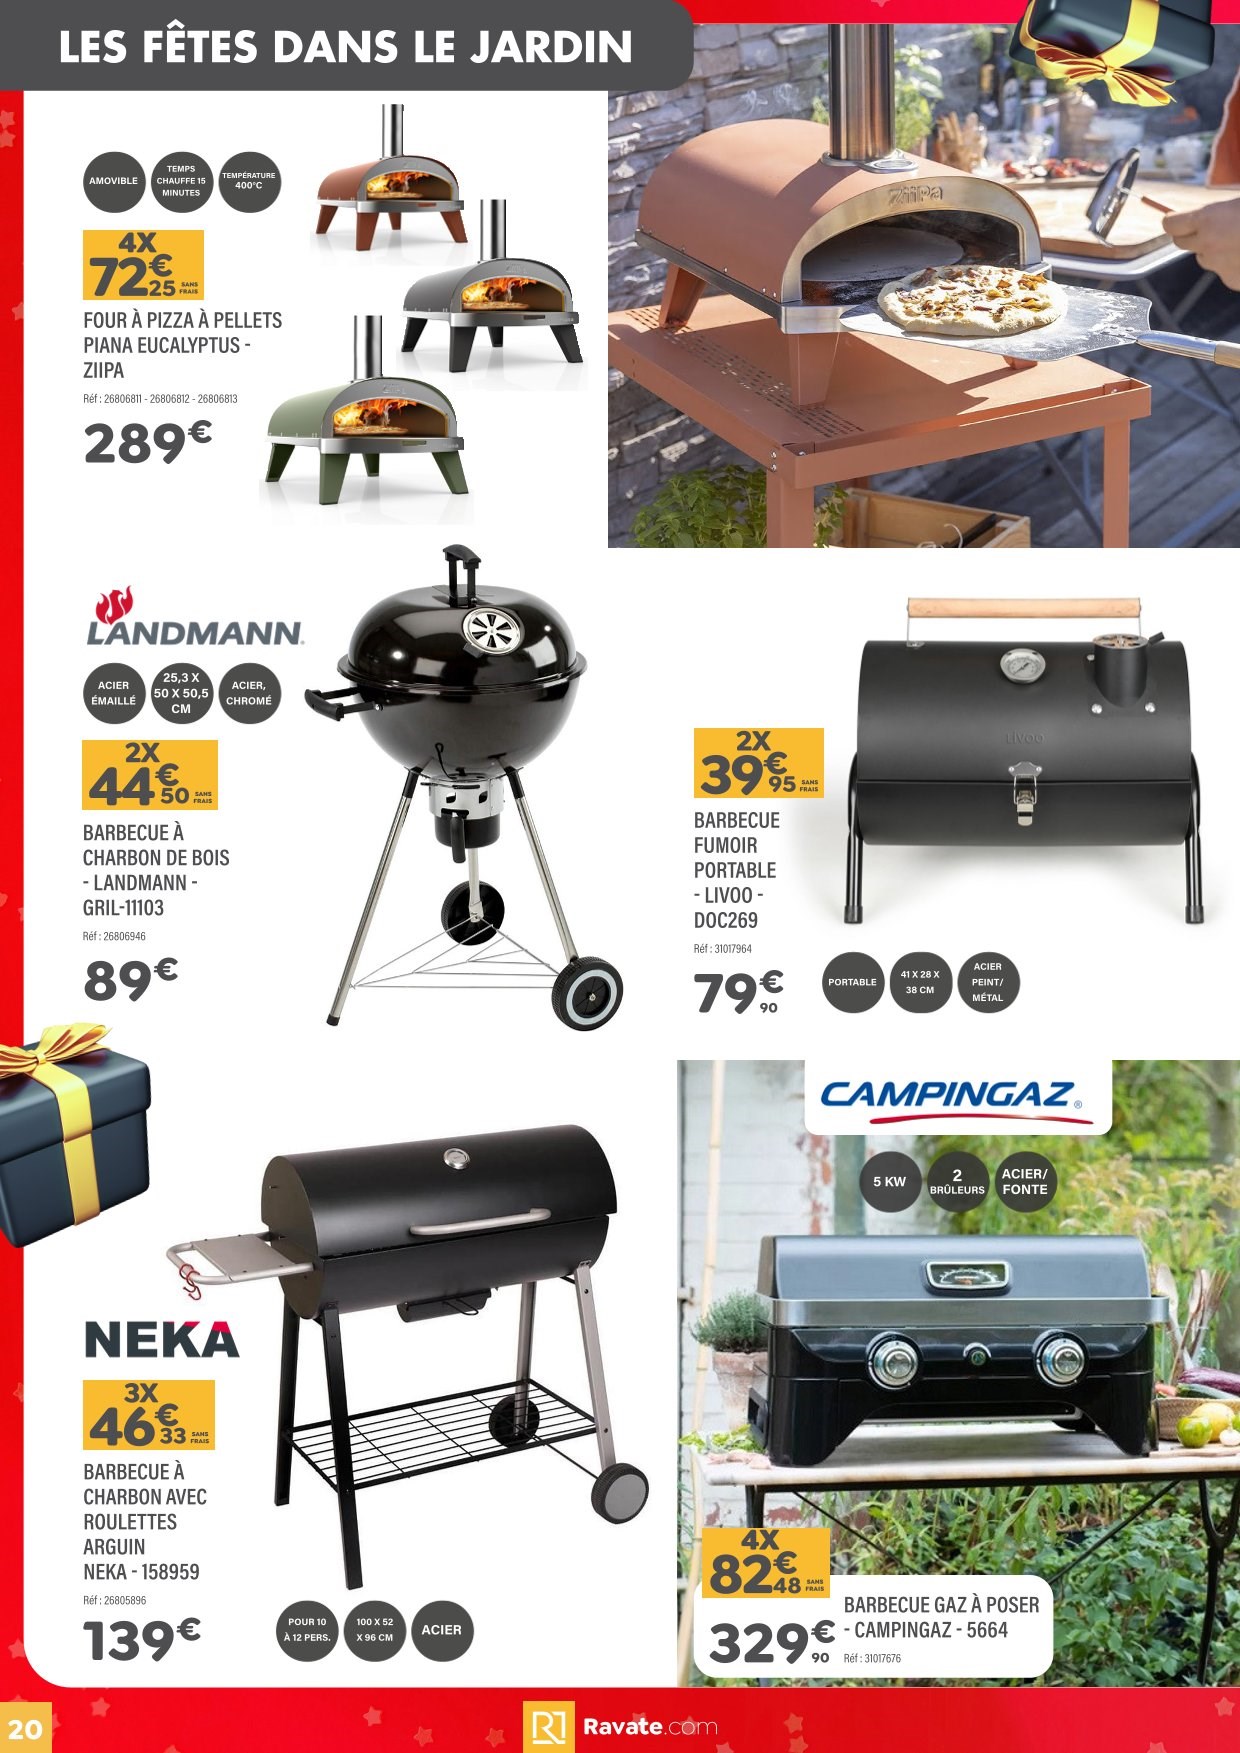 LES FÊTES DANS LE JARDIN
AMOVIBLE
TEMPS
CHAUFFE 15
MINUTES
TEMPÉRATURE
400°C
4X
72€25 SANS FRAIS
FOUR À PIZZA À PELLETS
PIANA EUCALYPTUS -
ZIIPA
Réf : 26806811 - 26806812 - 26806813
289€
ZiiPa
LANDMANN
ACIER
ÉMAILLÉ
25,3 X
50 X 50,5
CM
ACIER,
CHROMÉ
2X
44€50 SANS FRAIS
BARBECUE À
CHARBON DE BOIS
- LANDMANN -
GRIL-11103
Réf : 26806946
89€
LIVOO
2X
39€95 SANS FRAIS
BARBECUE
FUMOIR
PORTABLE
- LIVOO -
DOC269
Réf : 31017964
79€90
PORTABLE
41 X 28 X
38 CM
ACIER
PEINT/
MÉTAL
NEKA
3X
46€33 SANS FRAIS
BARBECUE À
CHARBON AVEC
ROULETTES
ARGUIN
NEKA - 158959
Réf : 26805896
139€
POUR 10
À 12 PERS.
100 X 52
X 96 CM
ACIER
CAMPINGAZ®
5 KW
2
BRÛLEURS
ACIER/
FONTE
4X
82€48 SANS FRAIS
BARBECUE GAZ À POSER
- CAMPINGAZ - 5664
329€90
Réf : 31017676
20
Ravate.com